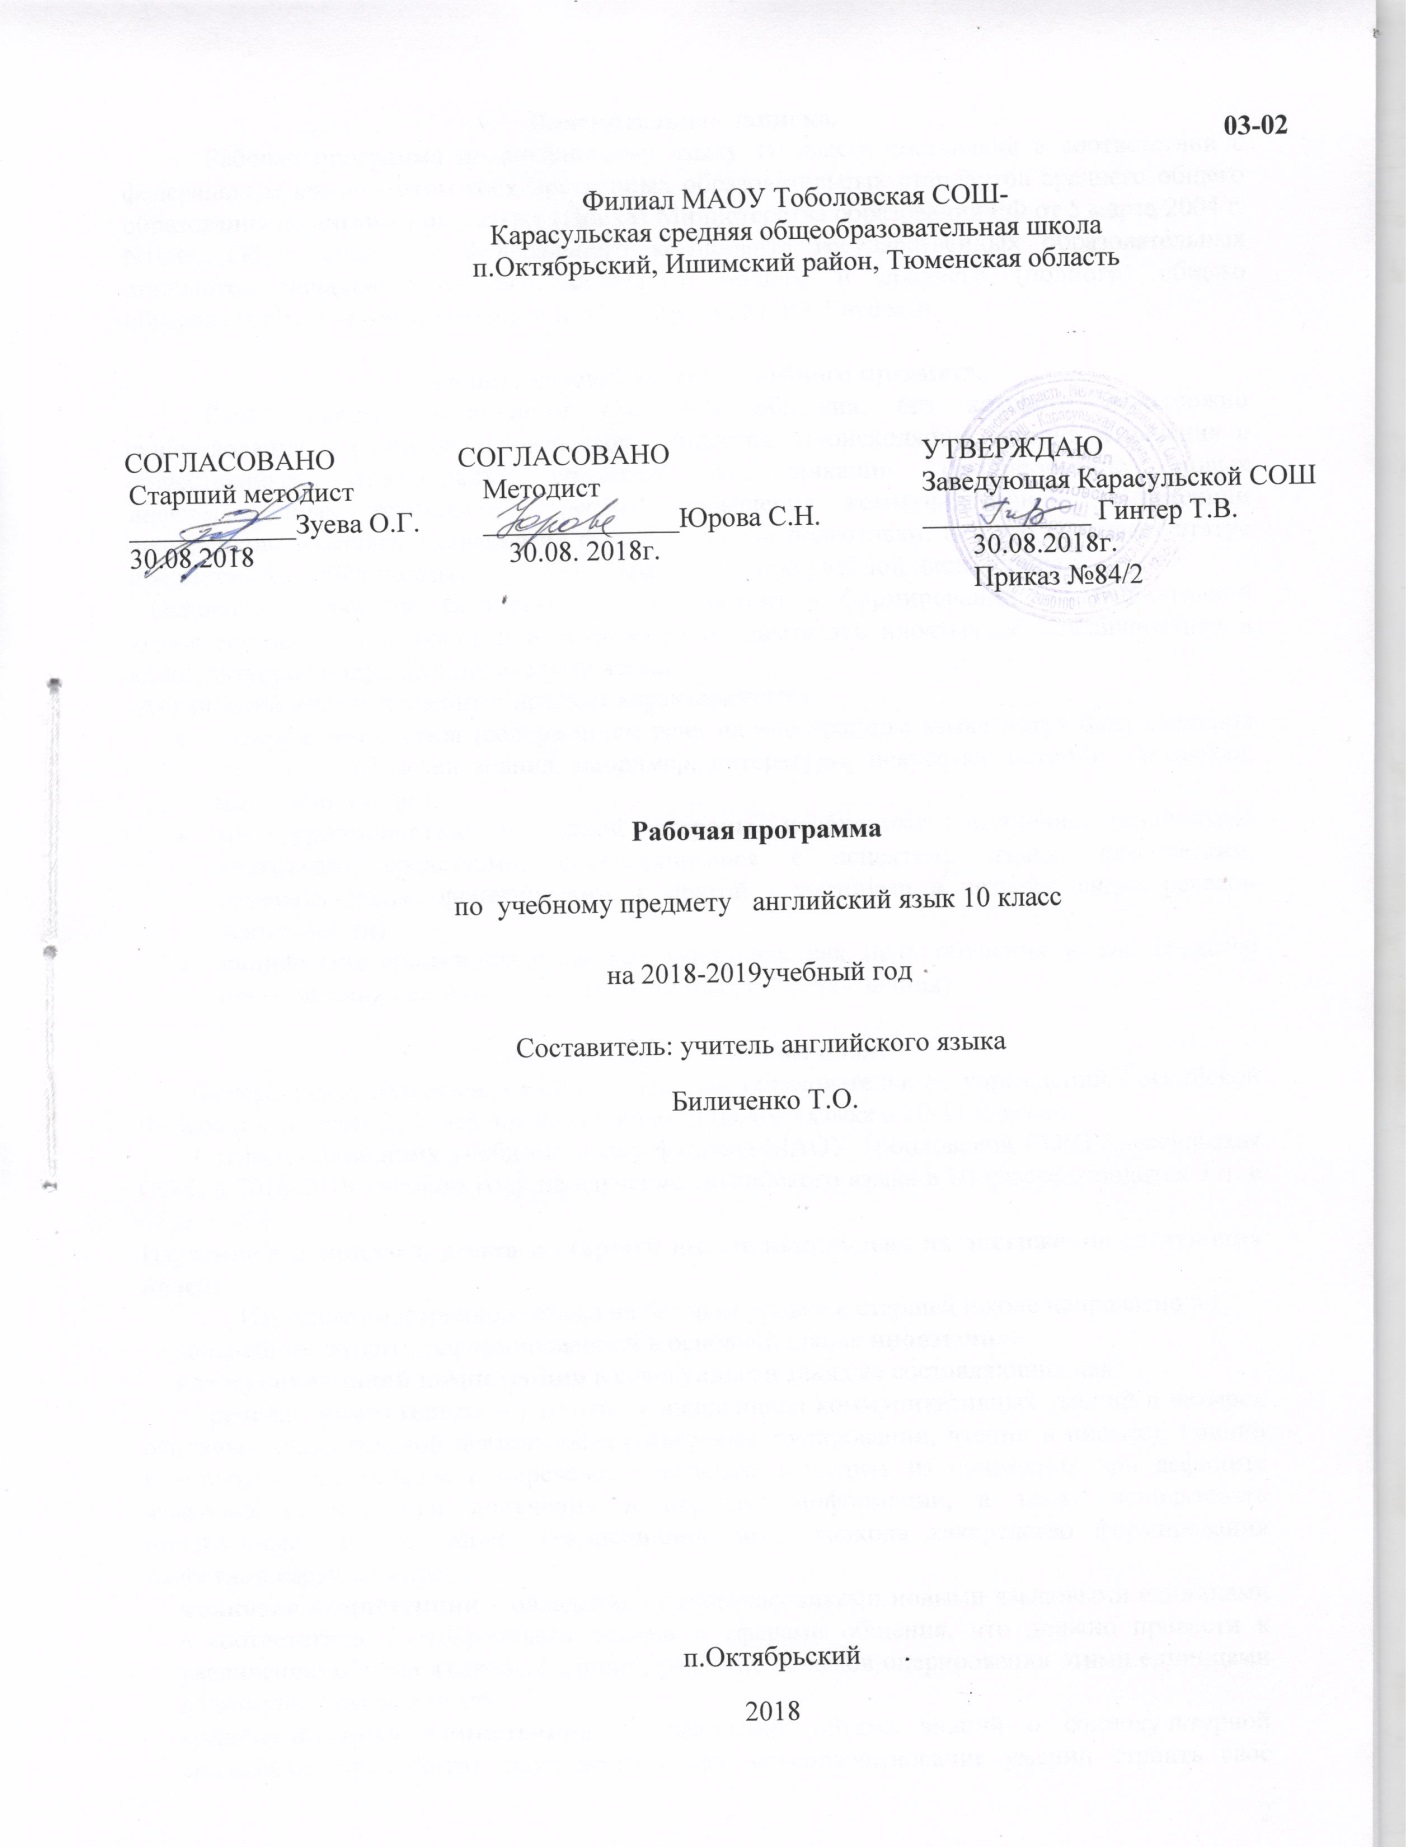 03-02
Филиал МАОУ Тоболовская СОШ-
Карасульская средняя общеобразовательная школа
п.Октябрьский, Ишимский район, Тюменская область
СОГЛАСОВАНО
Старший методист
____________Зуева О.Г.
30.08.2018
СОГЛАСОВАНО
Методист
______________Юрова С.Н.
30.08. 2018г.
УТВЕРЖДАЮ
Заведующая Карасульской СОШ
____________ Гинтер Т.В.
30.08.2018г.
Приказ №84/2
Рабочая программа
по учебному предмету английский язык 10 класс
на 2018-2019учебный год
Составитель: учитель английского языка
Биличенко Т.О.
п.Октябрьский
2018